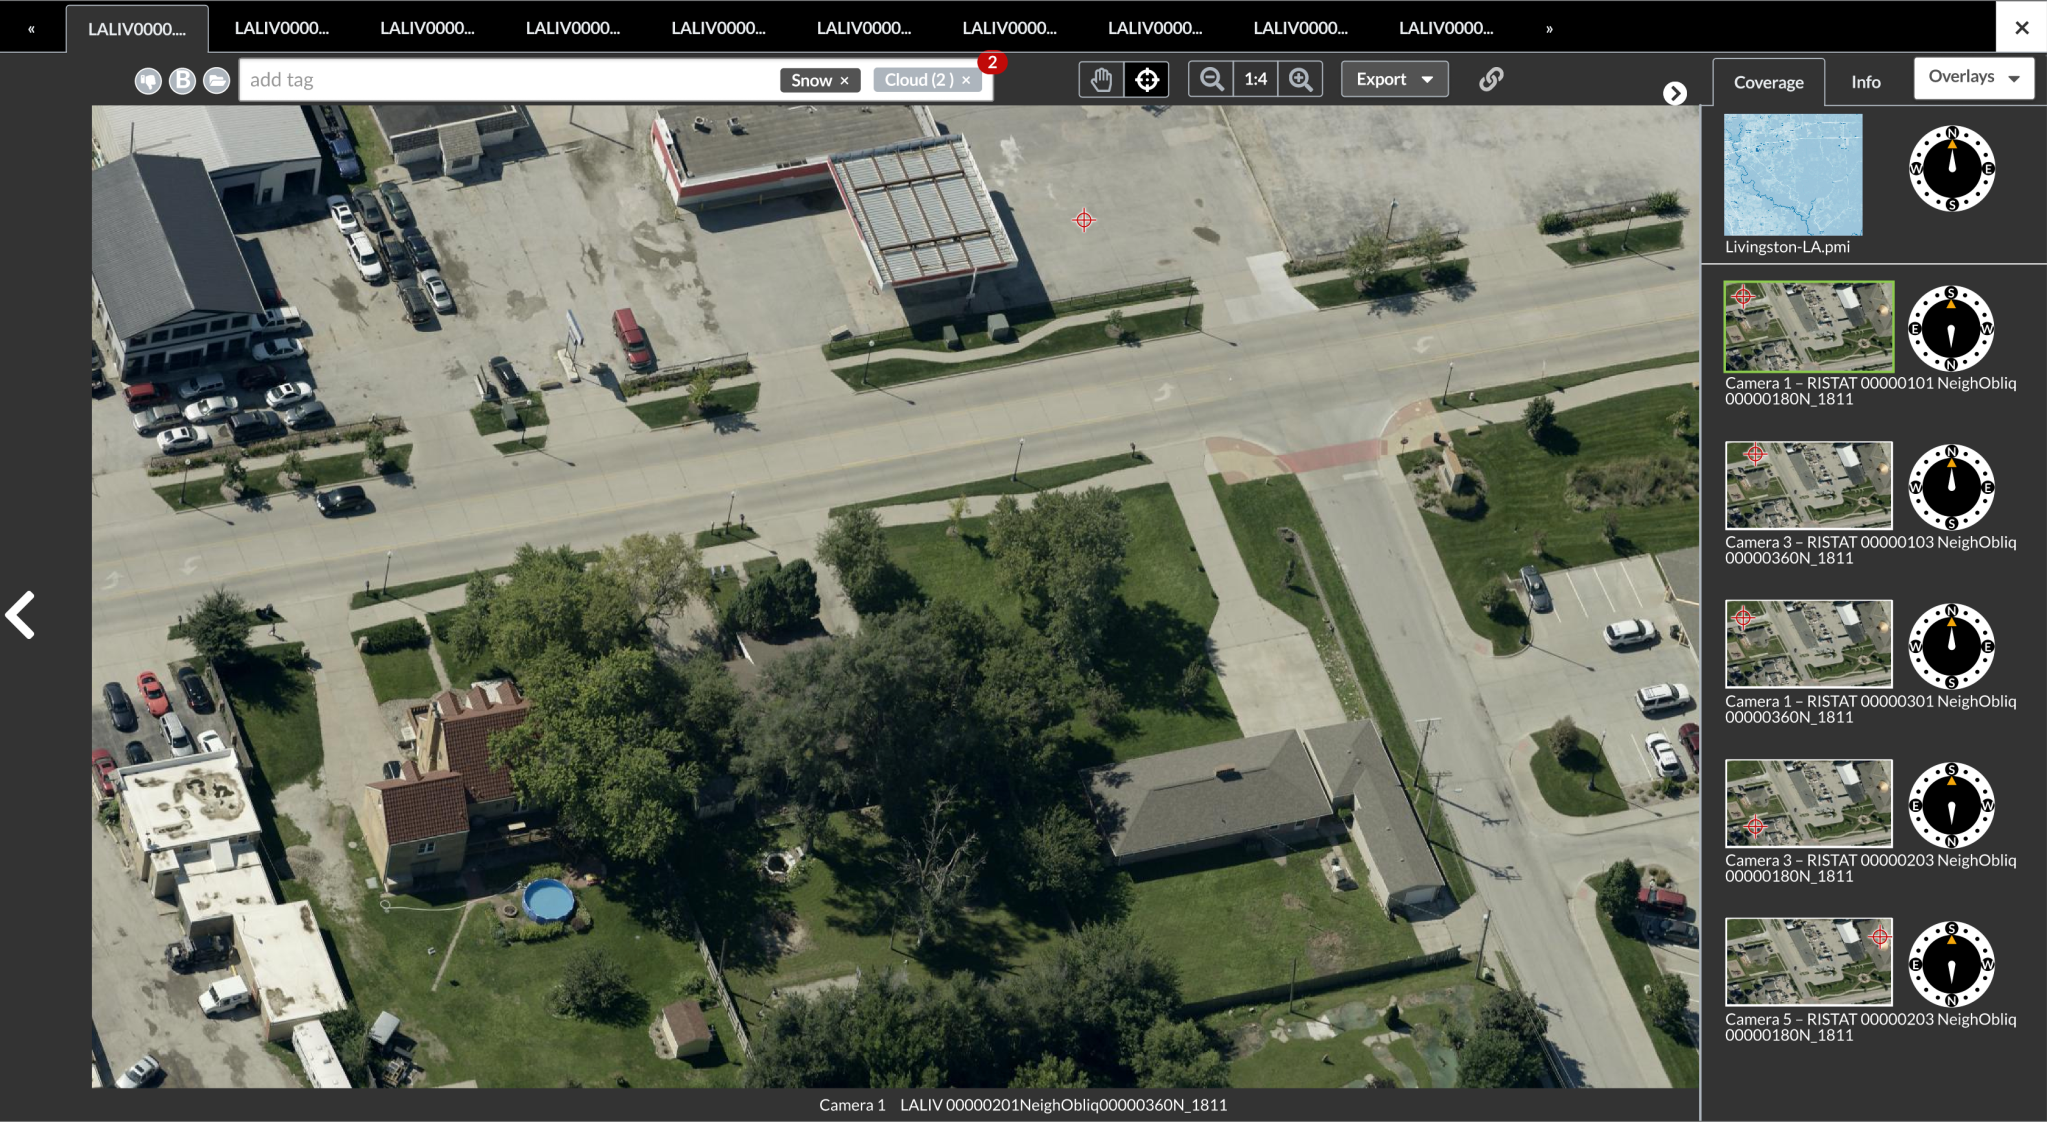 «
LALIV0000....
LALIV0000...
LALIV0000...
LALIV0000...
LALIV0000...
LALIV0000...
LALIV0000...
LALIV0000...
LALIV0000...
LALIV0000...
»
×
B
add tag
Snow ×
Cloud (2 ) ×
2
1:4
Export
Coverage
Info
Overlays
N
W E
S
Livingston-LA.pmi
S
E W
N
Camera 1 – RISTAT 00000101 NeighObliq
00000180N_1811
N
W E
S
Camera 3 – RISTAT 00000103 NeighObliq
00000360N_1811
N
W E
S
Camera 1 – RISTAT 00000301 NeighObliq
00000360N_1811
S
E W
N
Camera 3 – RISTAT 00000203 NeighObliq
00000180N_1811
S
E W
N
Camera 5 – RISTAT 00000203 NeighObliq
00000180N_1811
Camera 1 LALIV 00000201NeighObliq00000360N_1811